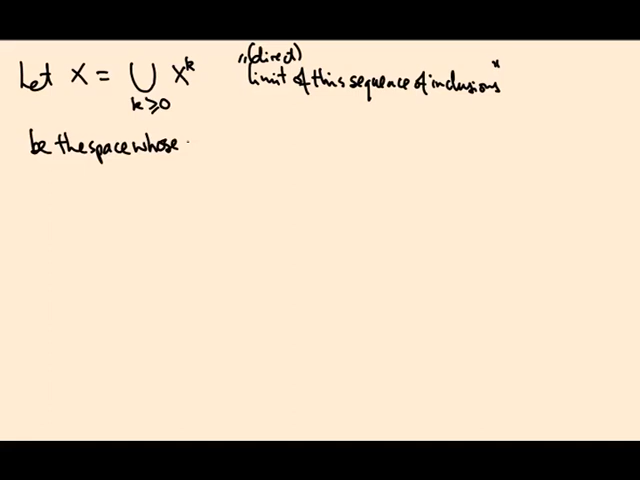 Let X = ⋃ X^k "(direct)
k≥0 limit of this sequence of inclusions"
be the space whose